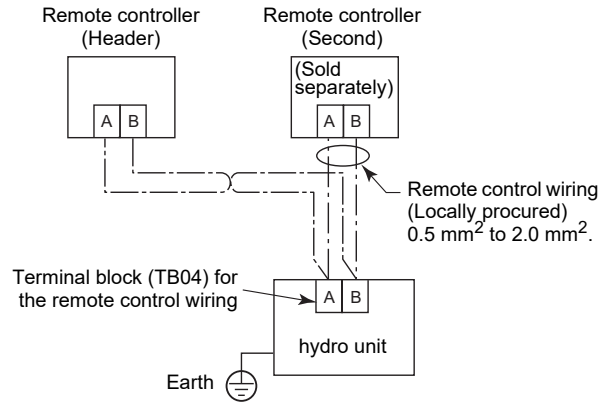 Remote controller
(Header)
Remote controller
(Second)
(Sold
separately)
A B
A B
Remote control wiring
(Locally procured)
0.5 mm² to 2.0 mm².
Terminal block (TB04) for
the remote control wiring
A B
hydro unit
Earth